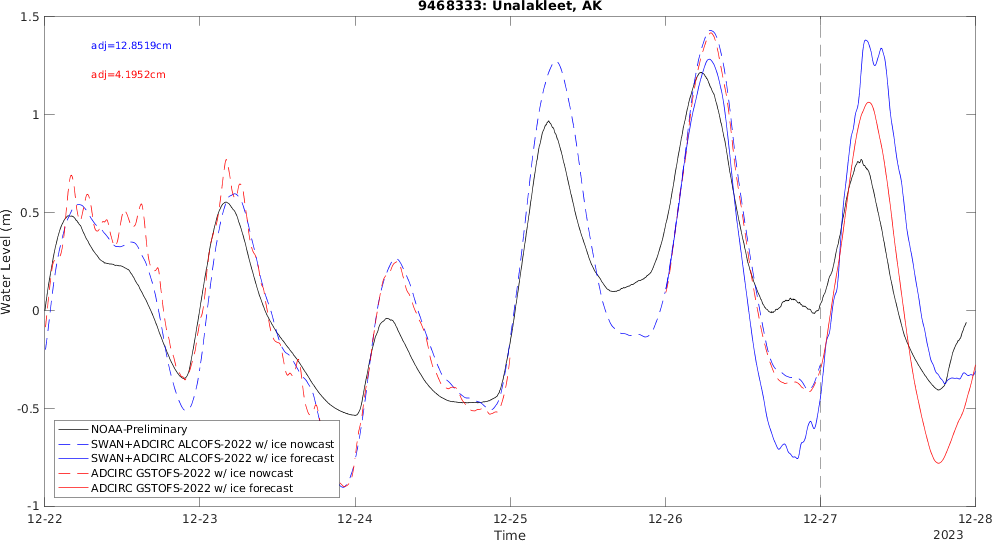 9468333: Unalakleet, AK
adj=12.8519cm
adj=4.1952cm
Water Level (m)
1.5
1
0.5
0
-0.5
-1
NOAA-Preliminary
SWAN+ADCIRC ALCOFS-2022 w/ ice nowcast
SWAN+ADCIRC ALCOFS-2022 w/ ice forecast
ADCIRC GSTOFS-2022 w/ ice nowcast
ADCIRC GSTOFS-2022 w/ ice forecast
12-22 12-23 12-24 12-25 12-26 12-27 12-28
Time
2023